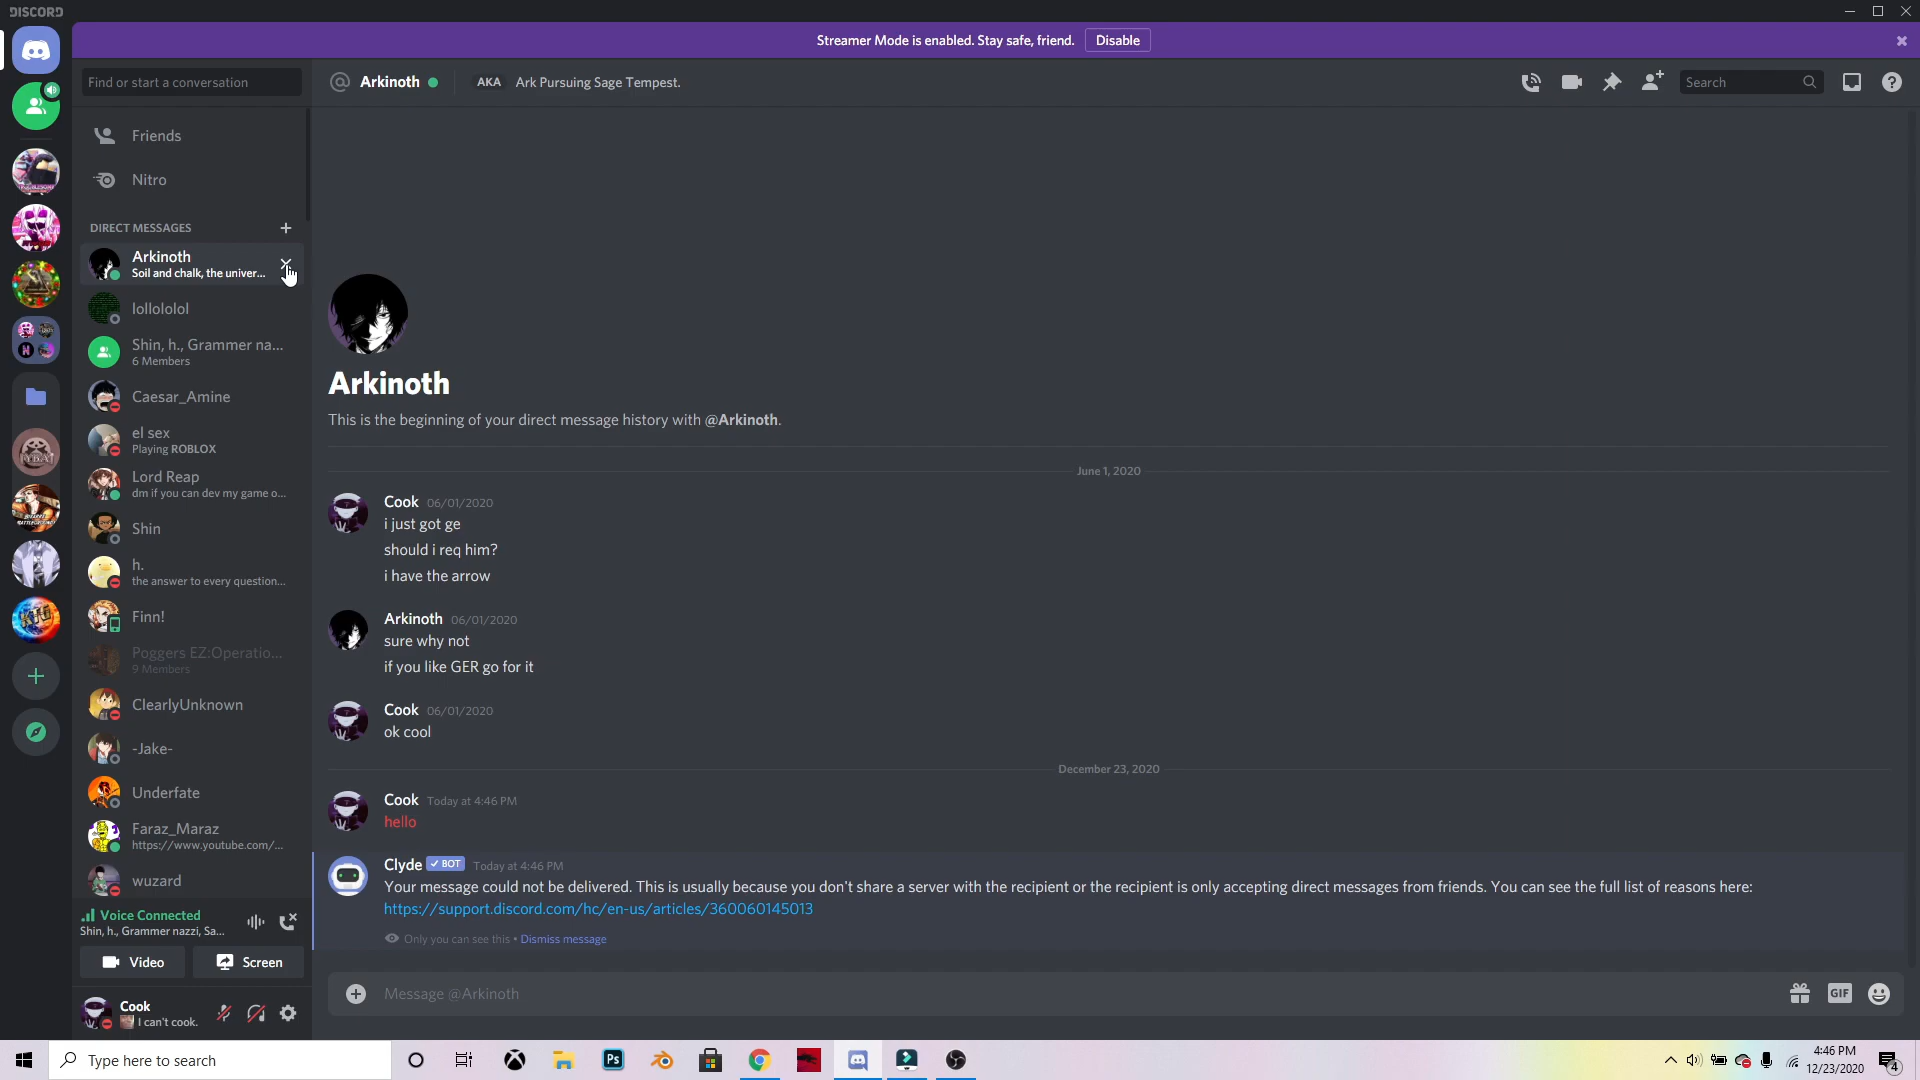 DISCORD
Streamer Mode is enabled. Stay safe, friend. Disable
Find or start a conversation
Arkinoth AKA Ark Pursuing Sage Tempest.
Search
Friends
Nitro
DIRECT MESSAGES
Arkinoth
Soil and chalk, the univer...
lollololol
Shin, h., Grammer na...
6 Members
Caesar_Amine
el sex
Playing ROBLOX
Lord Reap
dm if you can dev my game o...
Shin
h.
the answer to every question...
Finn!
Poggers EZ:Operatio...
9 Members
ClearlyUnknown
-Jake-
Underfate
Faraz_Maraz
https://www.youtube.com/...
wuzard
Voice Connected
Shin, h., Grammer nazzi, Sa...
Video
Screen
Cook
I can't cook.
Arkinoth
This is the beginning of your direct message history with @Arkinoth.
June 1, 2020
Cook 06/01/2020
i just got ge
should i req him?
i have the arrow
Arkinoth 06/01/2020
sure why not
if you like GER go for it
Cook 06/01/2020
ok cool
December 23, 2020
Cook Today at 4:46 PM
hello
Clyde BOT Today at 4:46 PM
Your message could not be delivered. This is usually because you don't share a server with the recipient or the recipient is only accepting direct messages from friends. You can see the full list of reasons here:
https://support.discord.com/hc/en-us/articles/360060145013
Only you can see this • Dismiss message
Message @Arkinoth
GIF
Type here to search
Ps
4:46 PM
12/23/2020
4